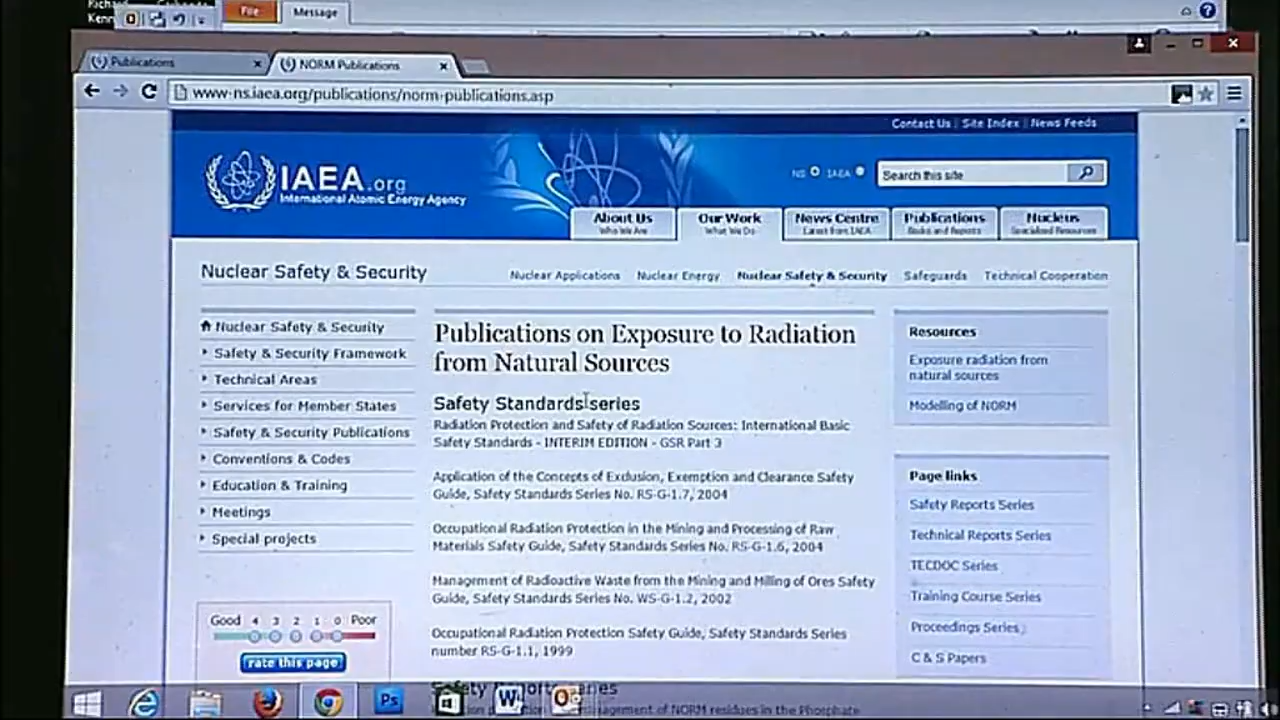 Kenn
File
Message
Publications
NORM Publications
www-ns.iaea.org/publications/norm-publications.asp
Contact Us | Site Index | News Feeds
IAEA.org
International Atomic Energy Agency
NS IAEA
Search this site
About Us
Who We Are
Our Work
What We Do
News Centre
Latest from IAEA
Publications
Books and Reports
Nucleus
Specialised Resources
Nuclear Safety & Security
Nuclear Applications
Nuclear Energy
Nuclear Safety & Security
Safeguards
Technical Cooperation
Nuclear Safety & Security
Safety & Security Framework
Technical Areas
Services for Member States
Safety & Security Publications
Conventions & Codes
Education & Training
Meetings
Special projects
Good 4 3 2 1 0 Poor
rate this page
Publications on Exposure to Radiation
from Natural Sources
Safety Standards series
Radiation Protection and Safety of Radiation Sources: International Basic
Safety Standards - INTERIM EDITION - GSR Part 3
Application of the Concepts of Exclusion, Exemption and Clearance Safety
Guide, Safety Standards Series No. RS-G-1.7, 2004
Occupational Radiation Protection in the Mining and Processing of Raw
Materials Safety Guide, Safety Standards Series No. RS-G-1.6, 2004
Management of Radioactive Waste from the Mining and Milling of Ores Safety
Guide, Safety Standards Series No. WS-G-1.2, 2002
Occupational Radiation Protection Safety Guide, Safety Standards Series
number RS-G-1.1, 1999
Safety
of NORM residues in the Phosphate
Resources
Exposure radiation from
natural sources
Modelling of NORM
Page links
Safety Reports Series
Technical Reports Series
TECDOC Series
Training Course Series
Proceedings Series
C & S Papers
Ps
W